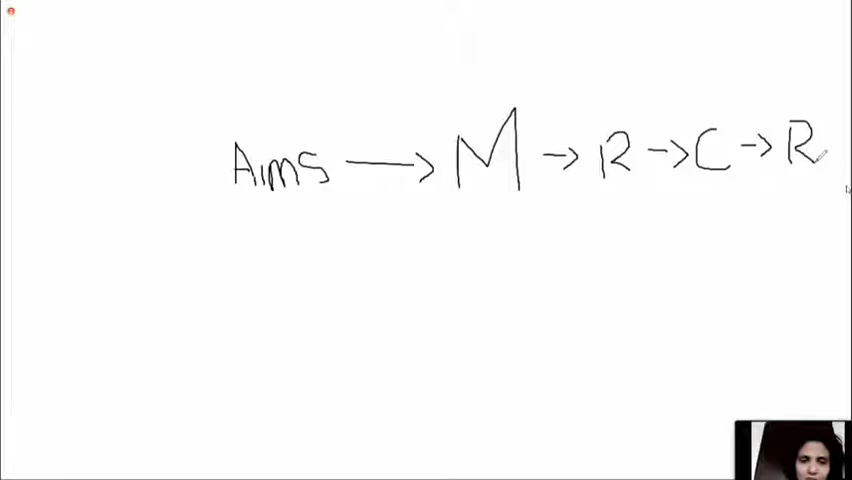 Aims → M → R → C → R